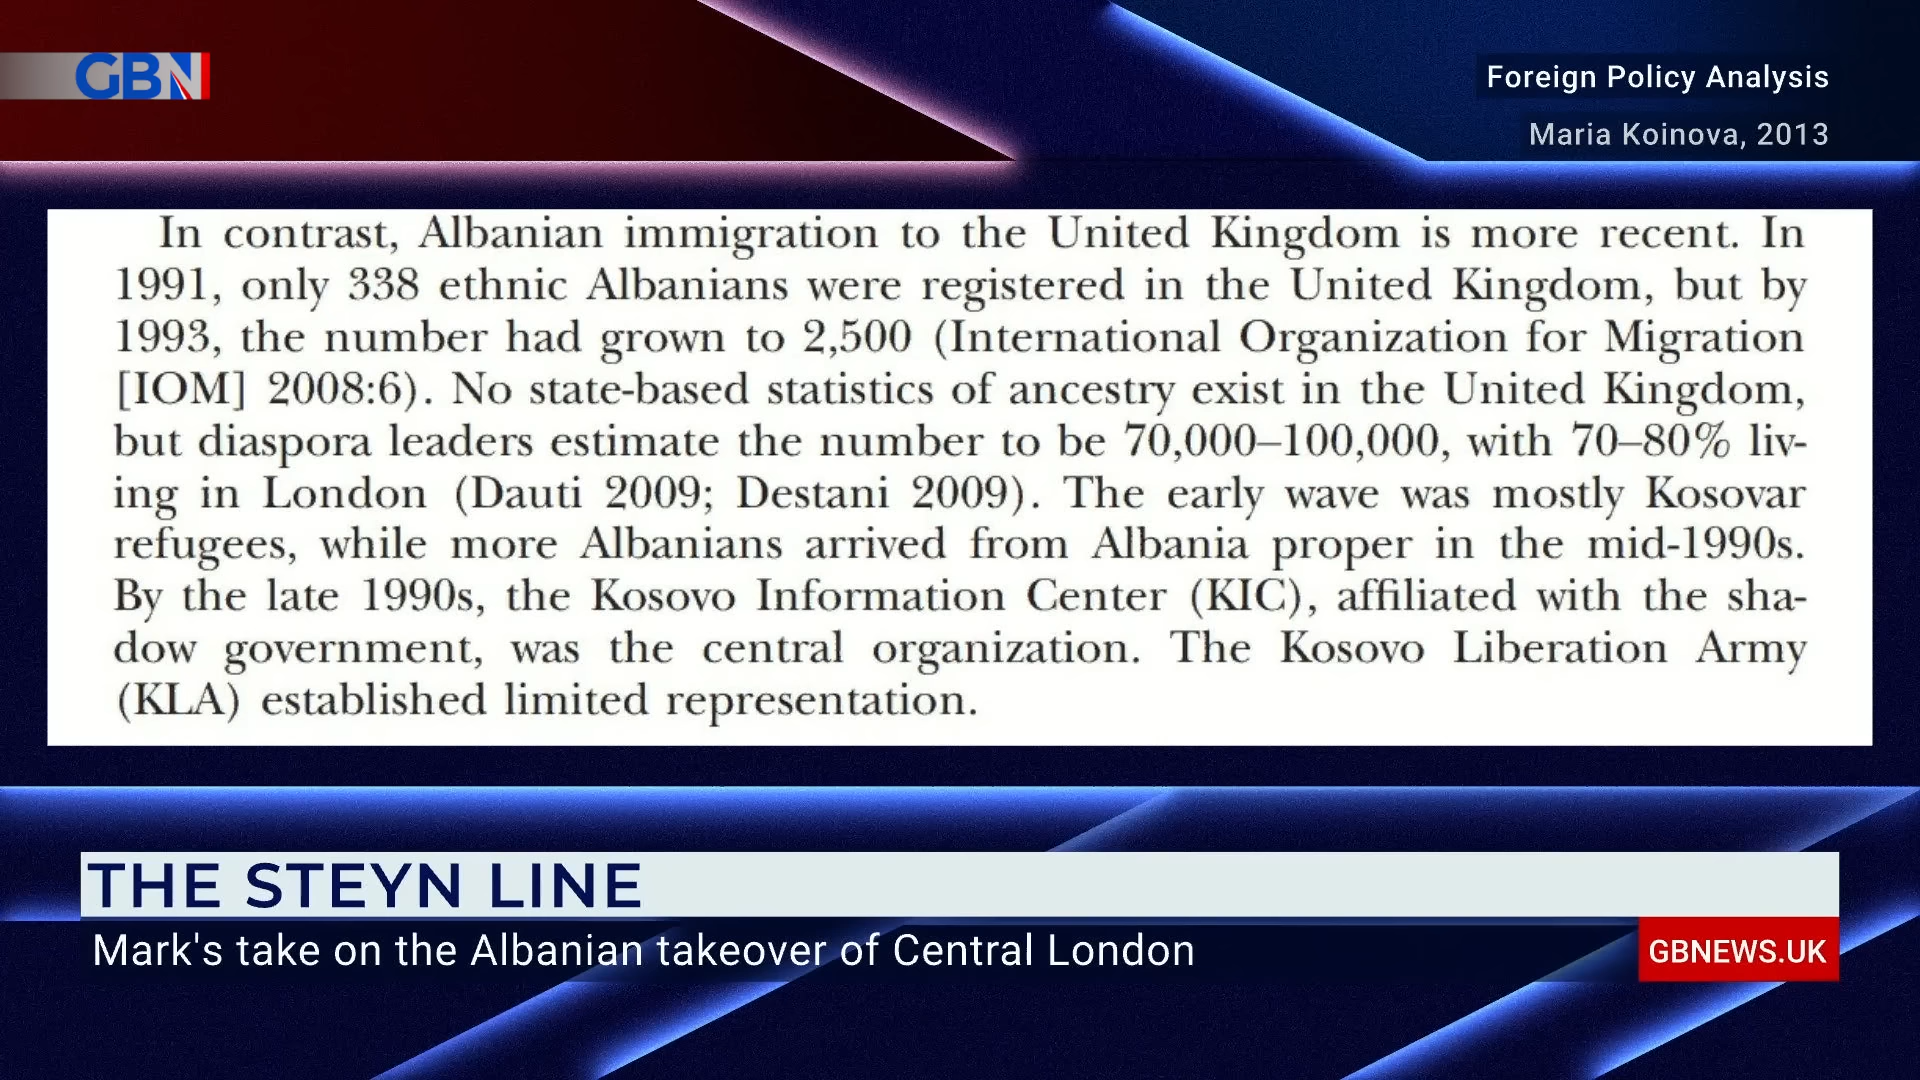 GBN
Foreign Policy Analysis
Maria Koinova, 2013
In contrast, Albanian immigration to the United Kingdom is more recent. In
1991, only 338 ethnic Albanians were registered in the United Kingdom, but by
1993, the number had grown to 2,500 (International Organization for Migration
[IOM] 2008:6). No state-based statistics of ancestry exist in the United Kingdom,
but diaspora leaders estimate the number to be 70,000–100,000, with 70–80% liv-
ing in London (Dauti 2009; Destani 2009). The early wave was mostly Kosovar
refugees, while more Albanians arrived from Albania proper in the mid-1990s.
By the late 1990s, the Kosovo Information Center (KIC), affiliated with the sha-
dow government, was the central organization. The Kosovo Liberation Army
(KLA) established limited representation.
THE STEYN LINE
Mark's take on the Albanian takeover of Central London
GBNEWS.UK